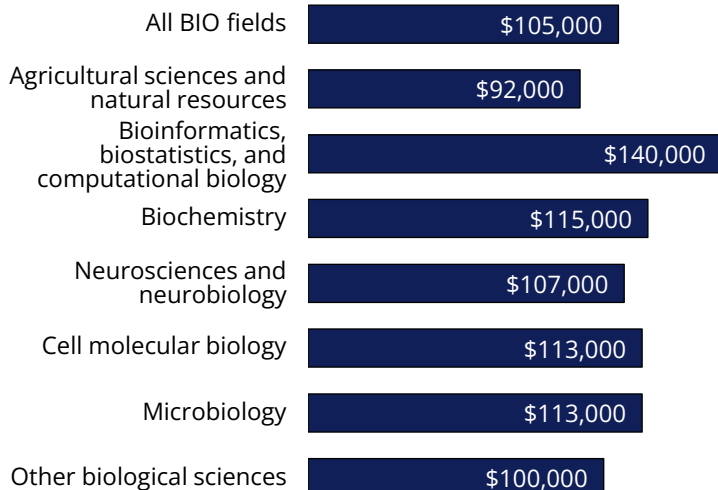 All BIO fields
$105,000
Agricultural sciences and
natural resources
$92,000
Bioinformatics,
biostatistics, and
computational biology
$140,000
Biochemistry
$115,000
Neurosciences and
neurobiology
$107,000
Cell molecular biology
$113,000
Microbiology
$113,000
Other biological sciences
$100,000